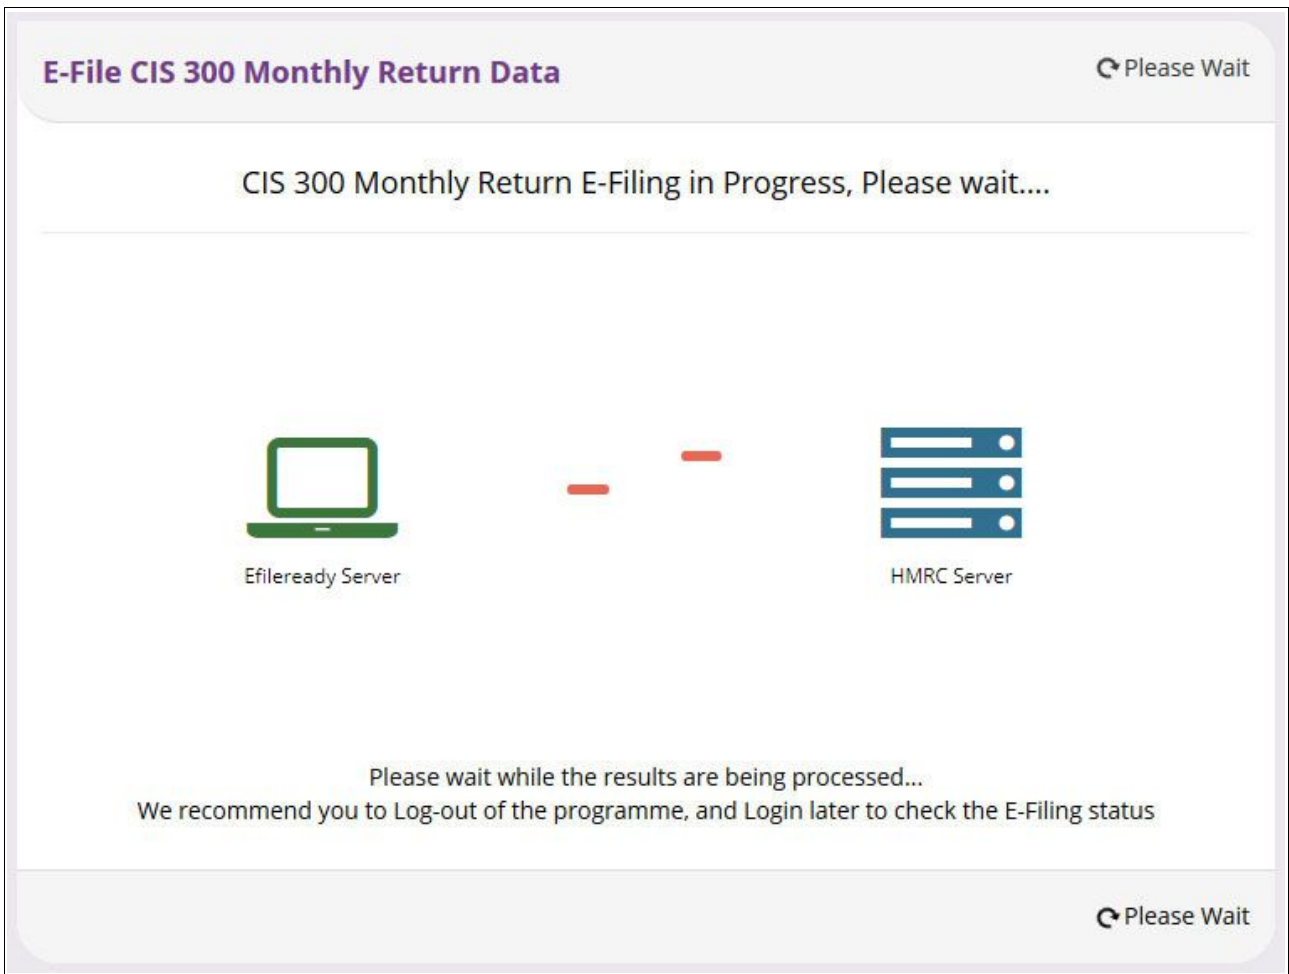 E-File CIS 300 Monthly Return Data
Please Wait
CIS 300 Monthly Return E-Filing in Progress, Please wait....
Efileready Server
HMRC Server
Please wait while the results are being processed...
We recommend you to Log-out of the programme, and Login later to check the E-Filing status
Please Wait